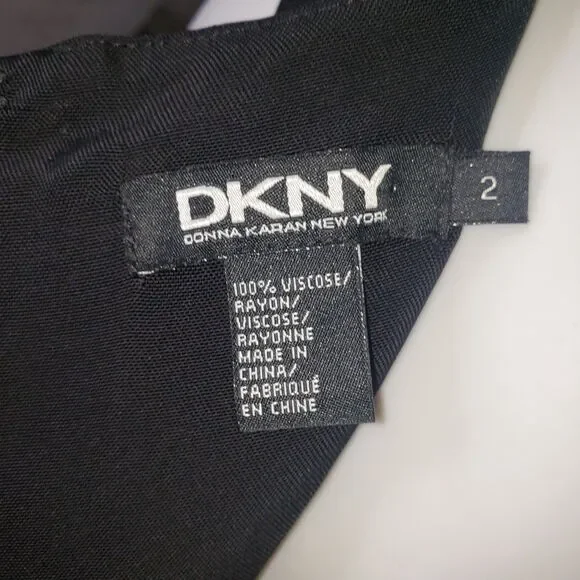 DKNY
DONNA KARAN NEW YORK
2
100% VISCOSE/
RAYON/
VISCOSE/
RAYONNE
MADE IN
CHINA/
FABRIQUÉ
EN CHINE